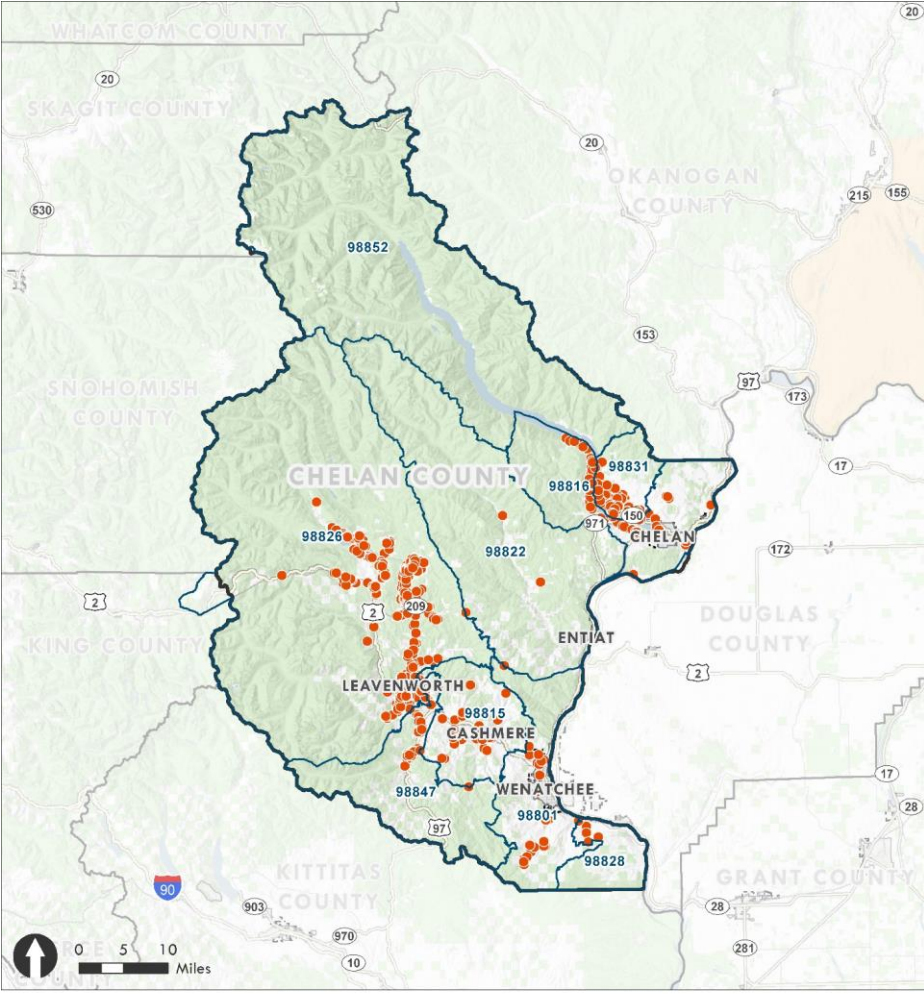 WHATCOM COUNTY
20
20
SKAGIT COUNTY
20
OKANOGAN
COUNTY
215
155
530
98852
153
97
173
SNOHOMISH
COUNTY
CHELAN COUNTY
98831
17
98816
98826
150
971
CHELAN
98822
172
2
2
209
DOUGLAS
COUNTY
KING COUNTY
ENTIAT
2
LEAVENWORTH
98815
CASHMERE
17
98847
WENATCHEE
98801
28
97
98828
KITTITAS
COUNTY
GRANT COUNTY
90
903
28
970
281
0 5 10
Miles
10
COUNTY